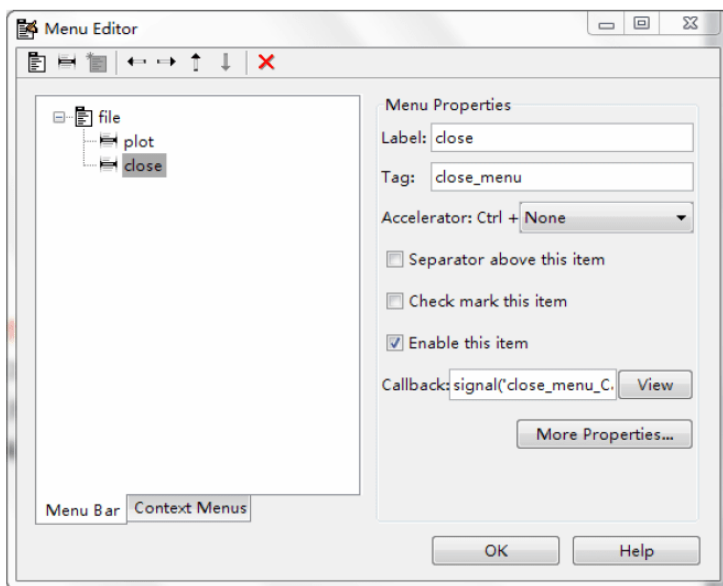 Menu Editor
file
plot
close
Menu Bar
Context Menus
Menu Properties
Label: close
Tag: close_menu
Accelerator: Ctrl + None
Separator above this item
Check mark this item
Enable this item
Callback: signal('close_menu_C. View
More Properties...
OK
Help